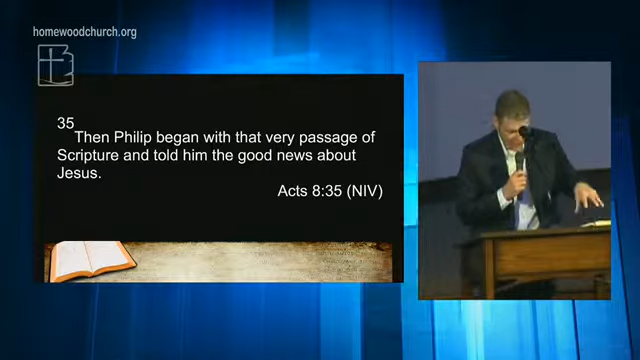 homewoodchurch.org
35
Then Philip began with that very passage of
Scripture and told him the good news about
Jesus.
Acts 8:35 (NIV)